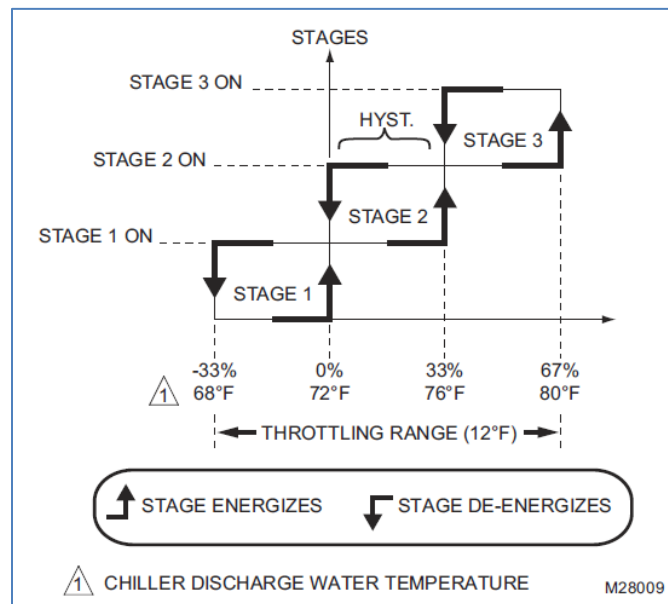 STAGES
STAGE 3 ON
HYST.
STAGE 3
STAGE 2 ON
STAGE 2
STAGE 1 ON
STAGE 1
-33% 0% 33% 67%
1 68°F 72°F 76°F 80°F
THROTTLING RANGE (12°F)
STAGE ENERGIZES STAGE DE-ENERGIZES
1 CHILLER DISCHARGE WATER TEMPERATURE M28009